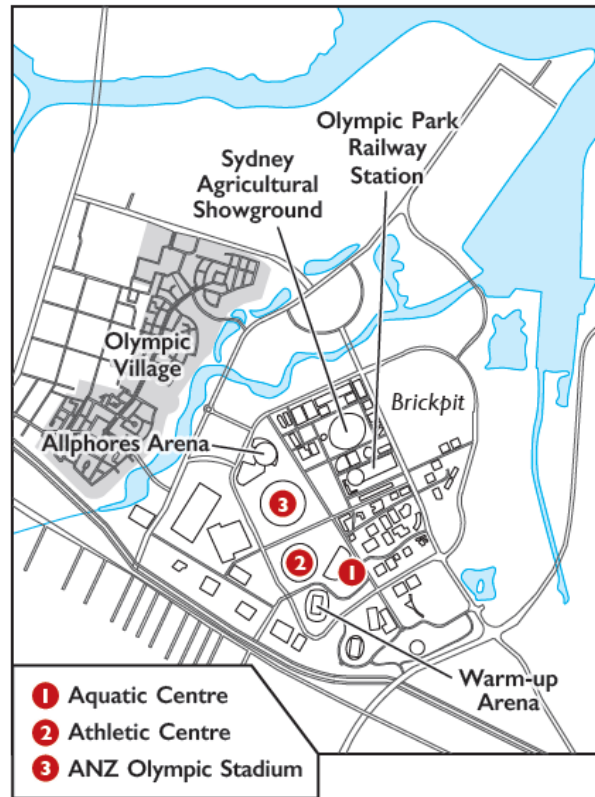 Olympic Park
Railway
Station
Sydney
Agricultural
Showground
Olympic
Village
Brickpit
Allphores Arena
3
2
1
Warm-up
Arena
1 Aquatic Centre
2 Athletic Centre
3 ANZ Olympic Stadium